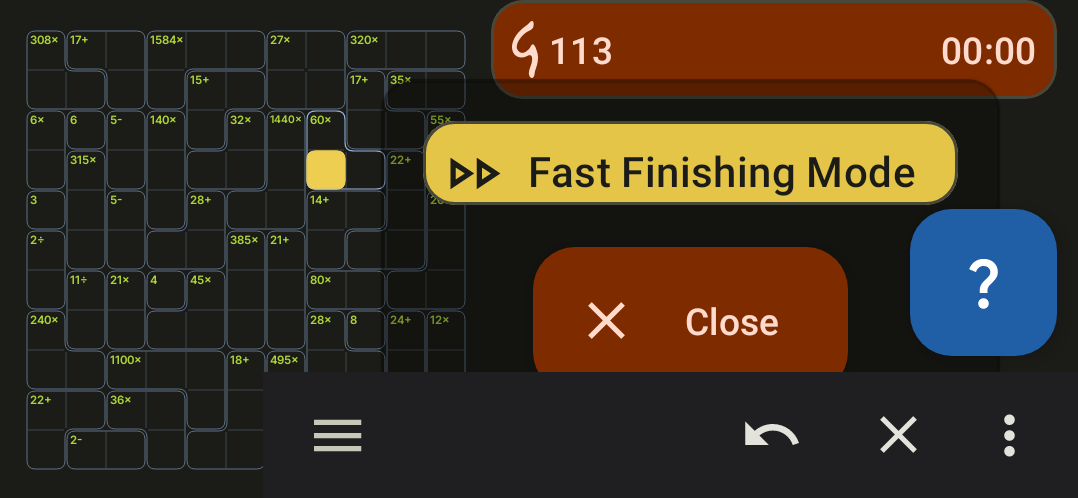 308× 17+ 1584× 27× 320×
113 00:00
15+ 17+ 35×
6× 6 5- 140× 32× 1440× 60× 55×
315× 22+
Fast Finishing Mode
3 5- 28+ 14+
2÷ 385× 21+
11÷ 21× 4 45× 80×
?
Close
240× 28× 8 24+ 12×
1100× 18+ 495×
22+ 36×
2-